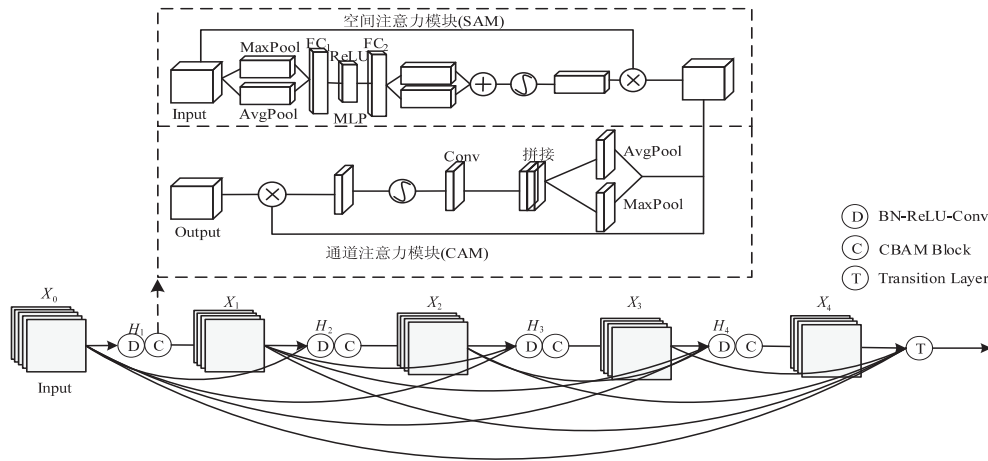 空间注意力模块(SAM)
MaxPool
FC1
ReLU
FC2
Input
AvgPool
MLP
Conv
拼接
AvgPool
MaxPool
Output
通道注意力模块(CAM)
D BN-ReLU-Conv
C CBAM Block
T Transition Layer
X0
H1
D C
X1
H2
D C
X2
H3
D C
X3
H4
D C
X4
T
Input